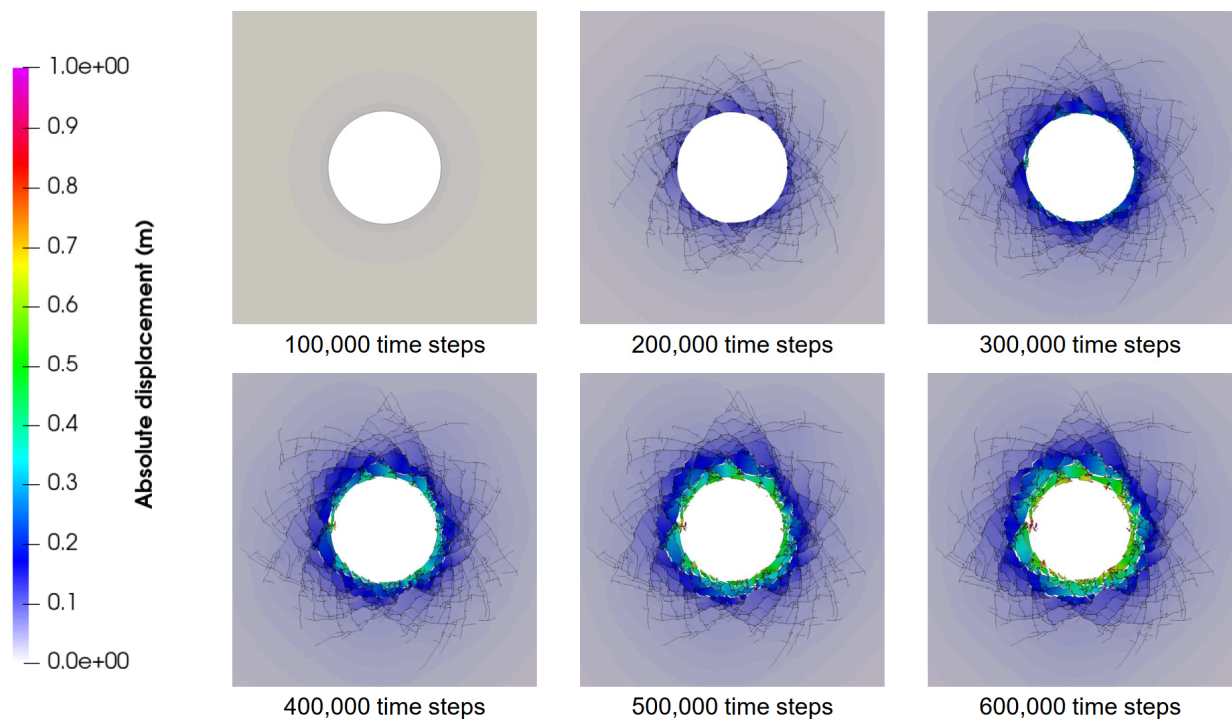 1.0e+00
0.9
0.8
0.7
0.6
0.5
0.4
0.3
0.2
0.1
0.0e+00
Absolute displacement (m)
100,000 time steps
200,000 time steps
300,000 time steps
400,000 time steps
500,000 time steps
600,000 time steps